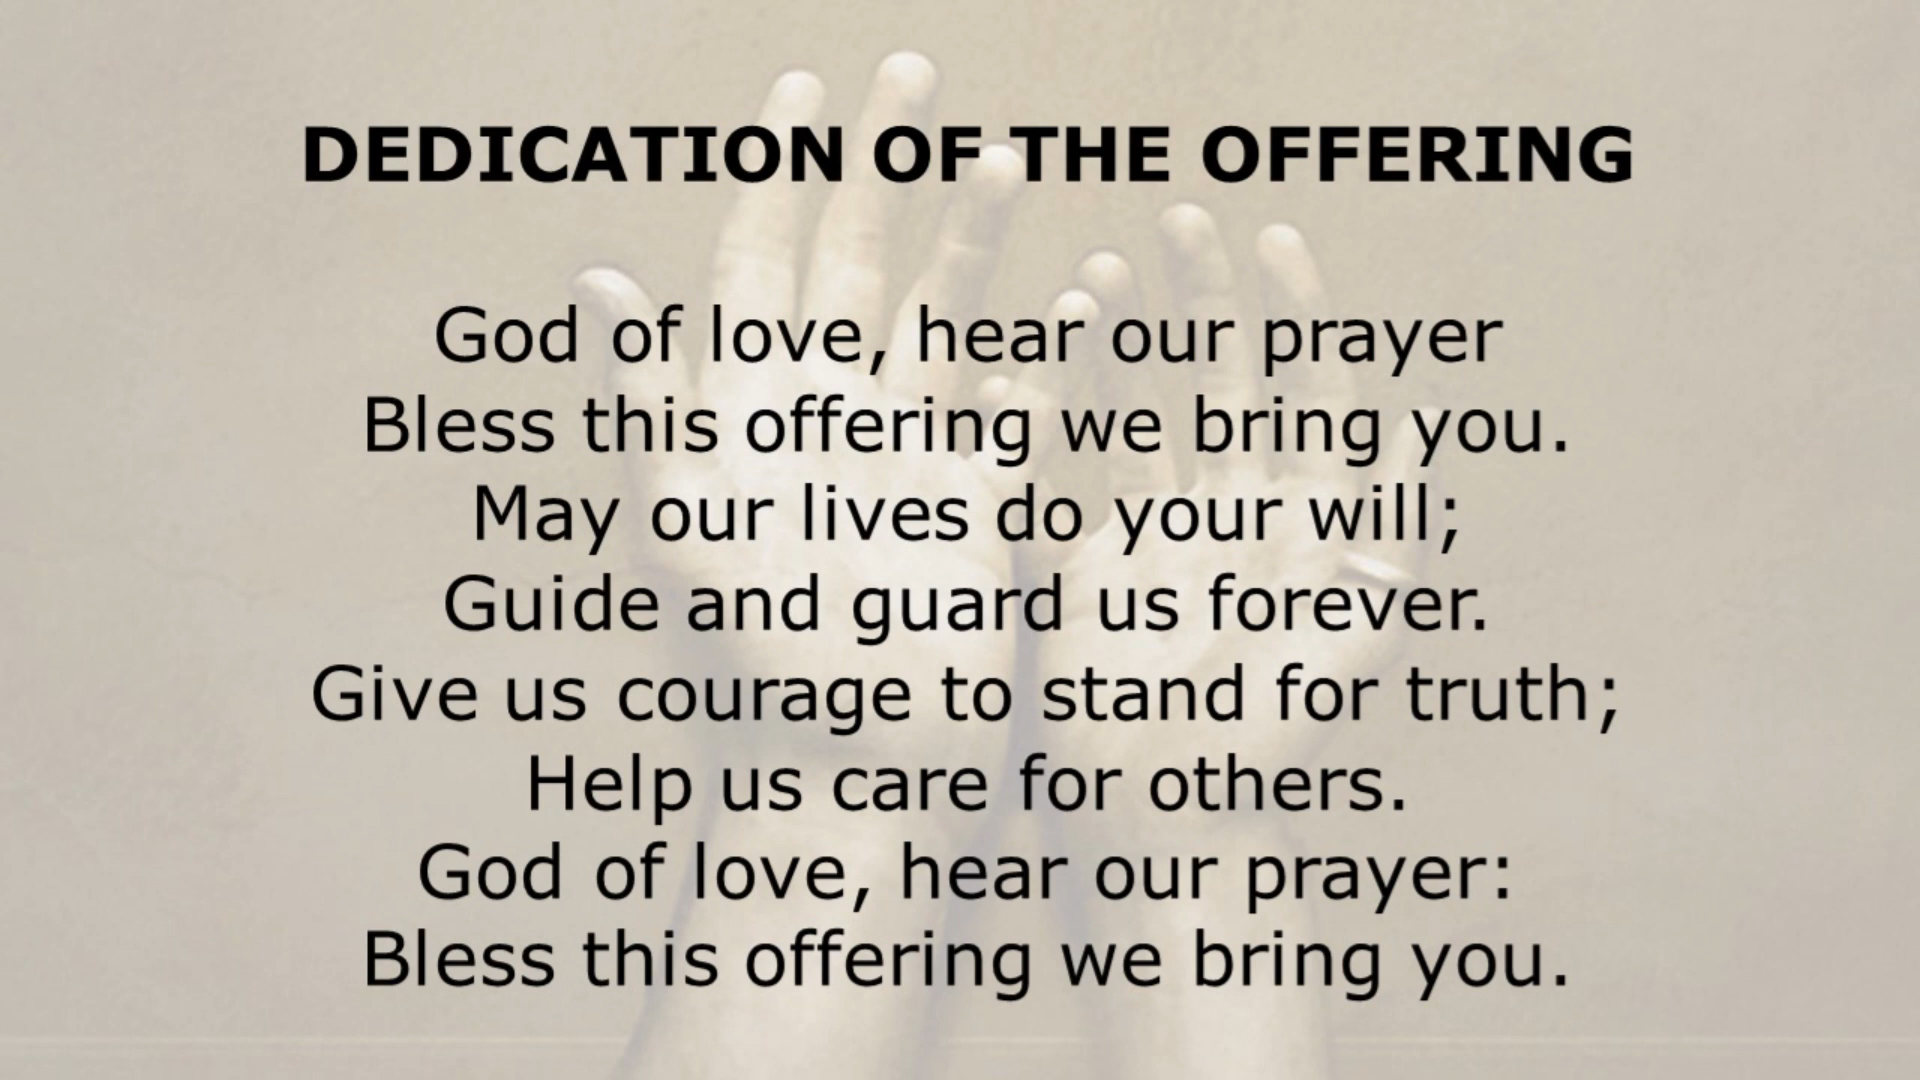 DEDICATION OF THE OFFERING
God of love, hear our prayer
Bless this offering we bring you.
May our lives do your will;
Guide and guard us forever.
Give us courage to stand for truth;
Help us care for others.
God of love, hear our prayer:
Bless this offering we bring you.